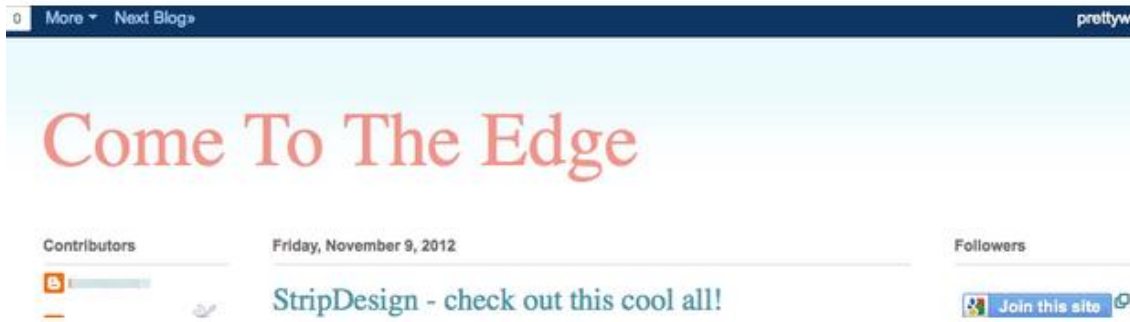 0 More Next Blog»
Come To The Edge
Contributors
Friday, November 9, 2012
StripDesign - check out this cool all!
Followers
Join this site